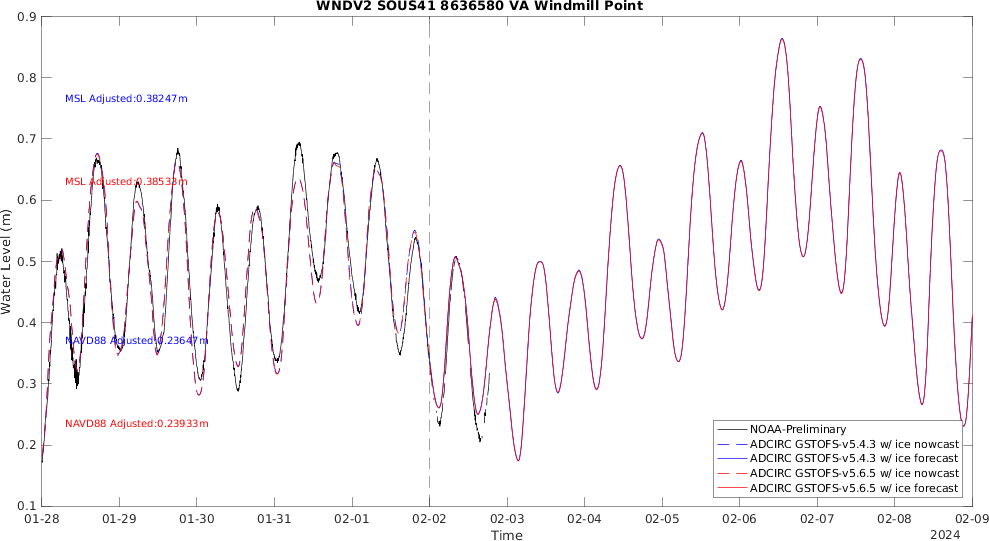 WNDV2 SOUS41 8636580 VA Windmill Point
0.9
0.8
0.7
0.6
0.5
0.4
0.3
0.2
0.1
Water Level (m)
MSL Adjusted:0.38247m
MSL Adjusted:0.38533m
NAVD88 Adjusted:0.23647m
NAVD88 Adjusted:0.23933m
NOAA-Preliminary
ADCIRC GSTOFS-v5.4.3 w/ ice nowcast
ADCIRC GSTOFS-v5.4.3 w/ ice forecast
ADCIRC GSTOFS-v5.6.5 w/ ice nowcast
ADCIRC GSTOFS-v5.6.5 w/ ice forecast
01-28 01-29 01-30 01-31 02-01 02-02 02-03 02-04 02-05 02-06 02-07 02-08 02-09
Time
2024